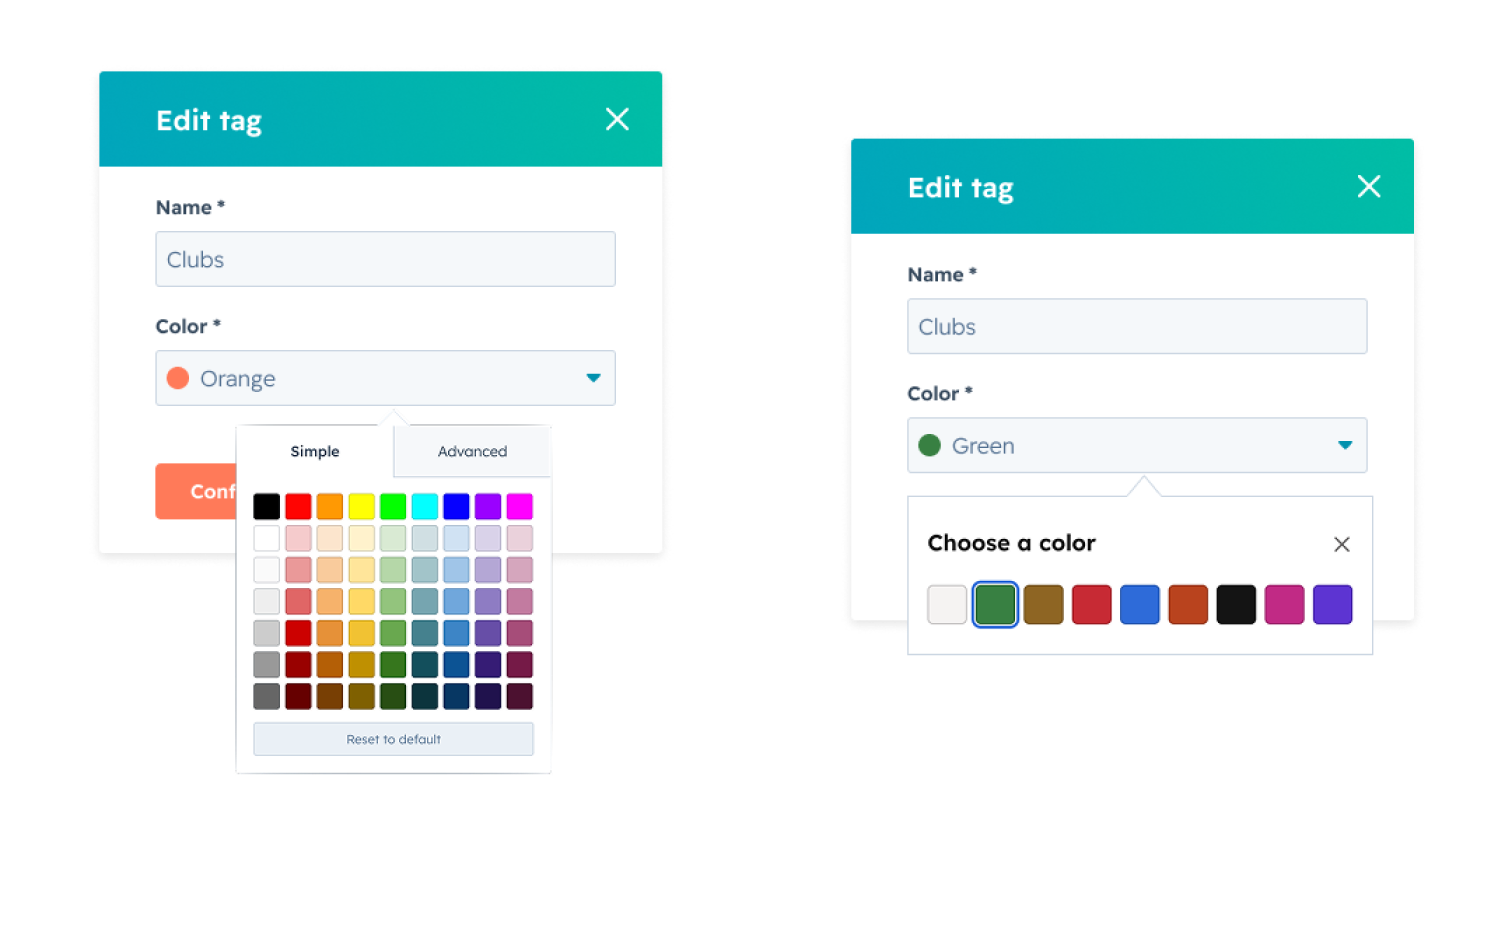 Edit tag
Name *
Clubs
Color *
Orange
Simple
Advanced
Conf
Reset to default
Edit tag
Name *
Clubs
Color *
Green
Choose a color